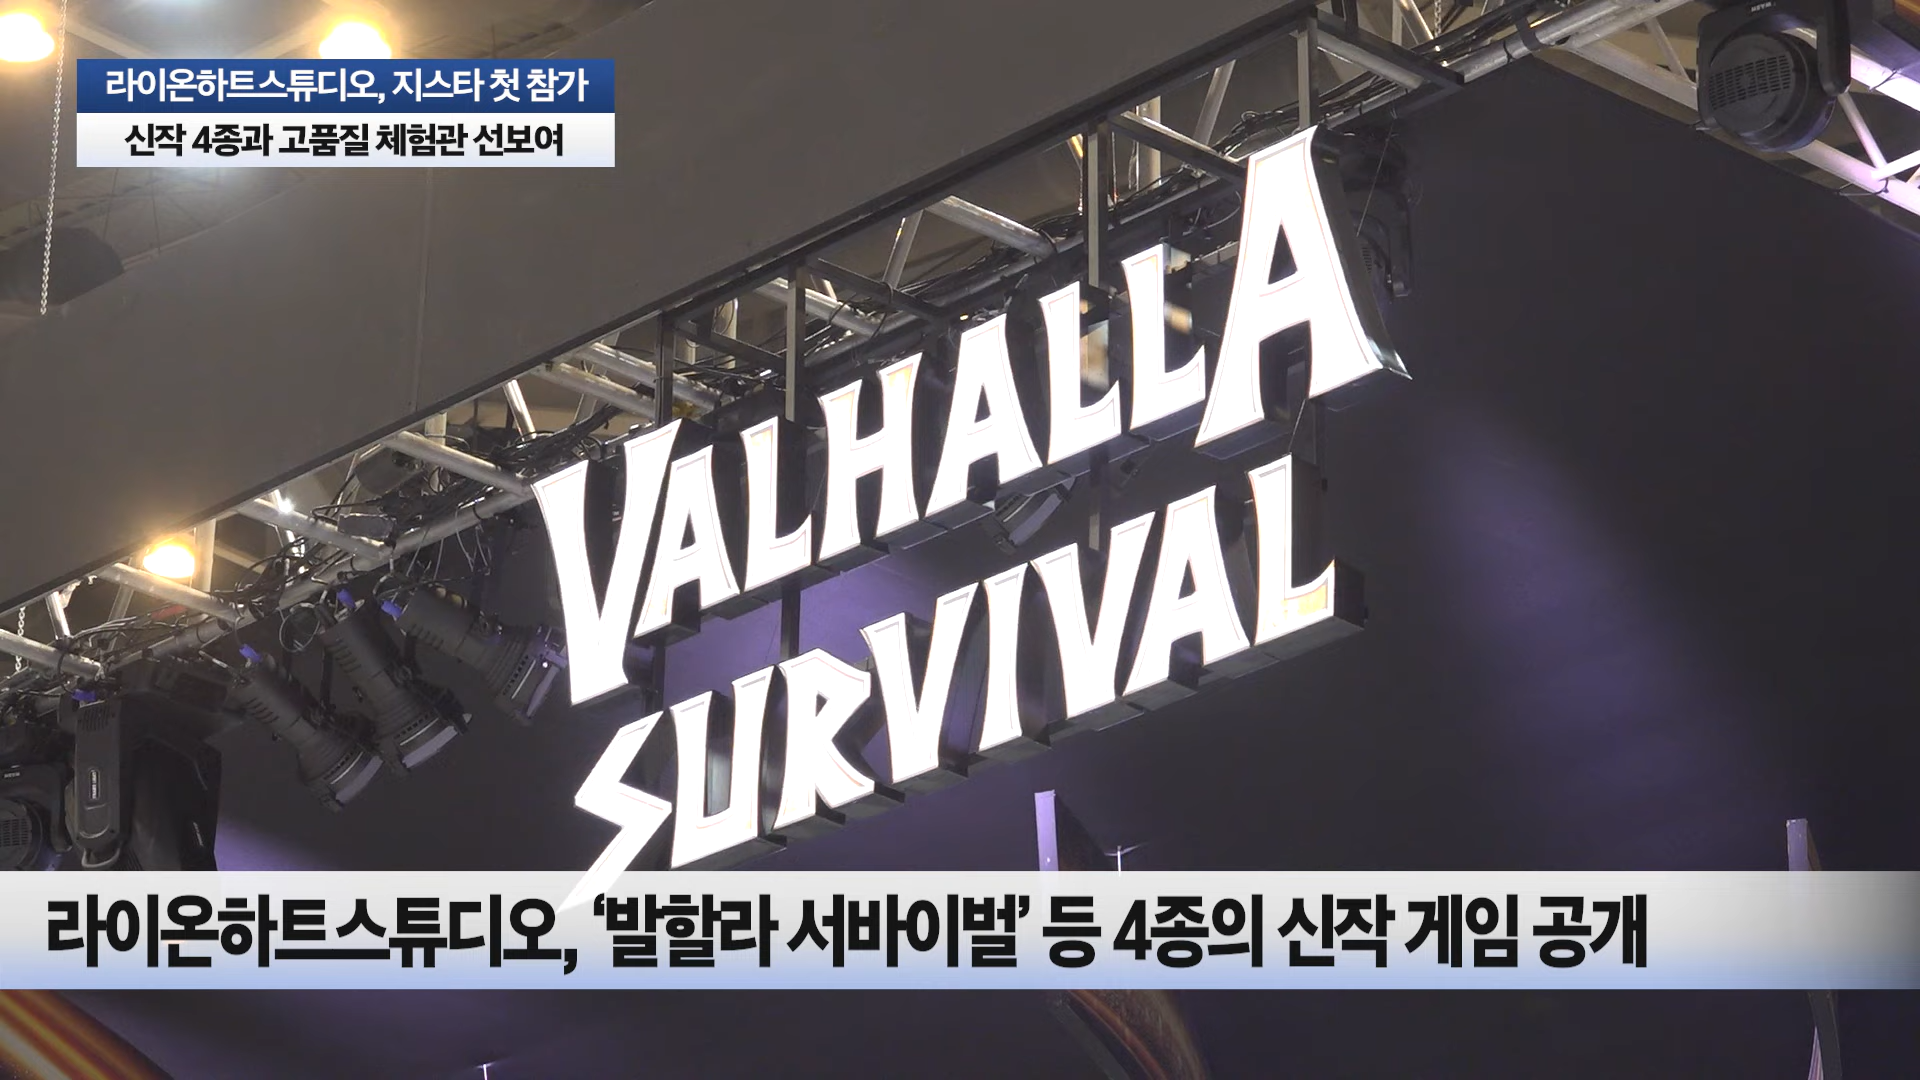 라이온하트스튜디오, 지스타 첫 참가
신작 4종과 고품질 체험관 선보여
VALHALLA
SURVIVAL
라이온하트스튜디오, ‘발할라 서바이벌’ 등 4종의 신작 게임 공개